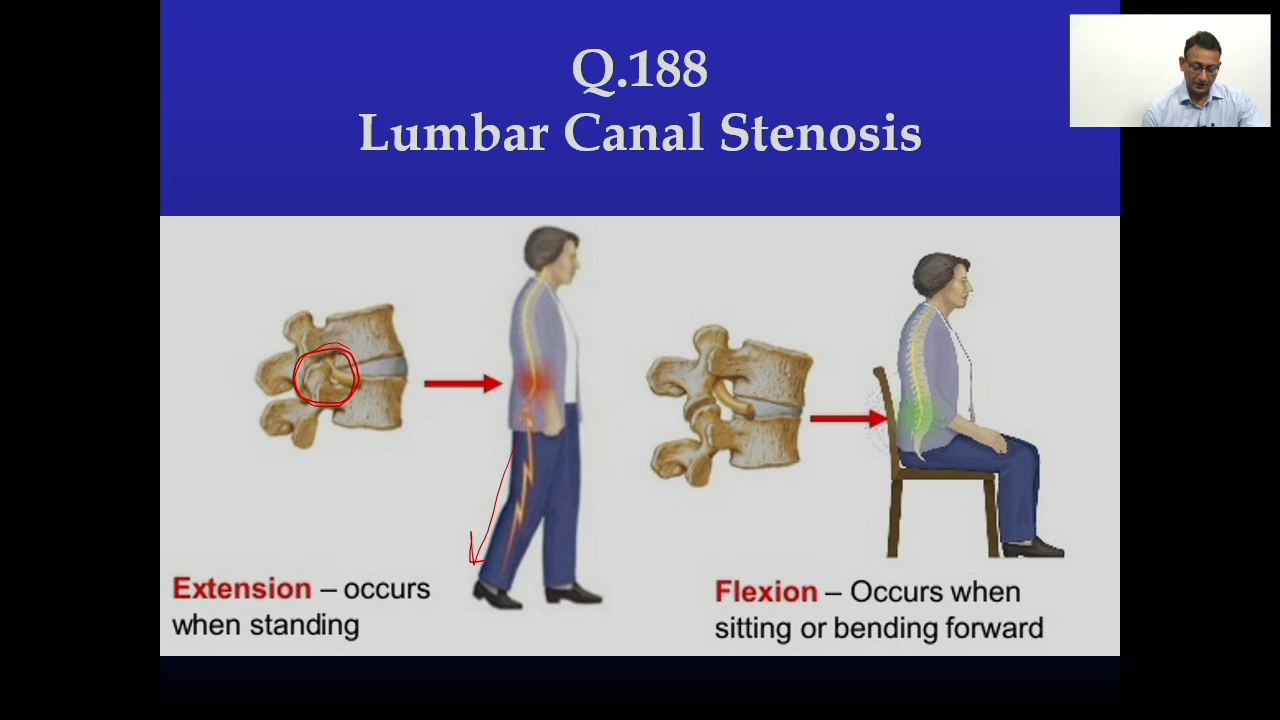 Q.188
Lumbar Canal Stenosis
Extension – occurs
when standing
Flexion – Occurs when
sitting or bending forward